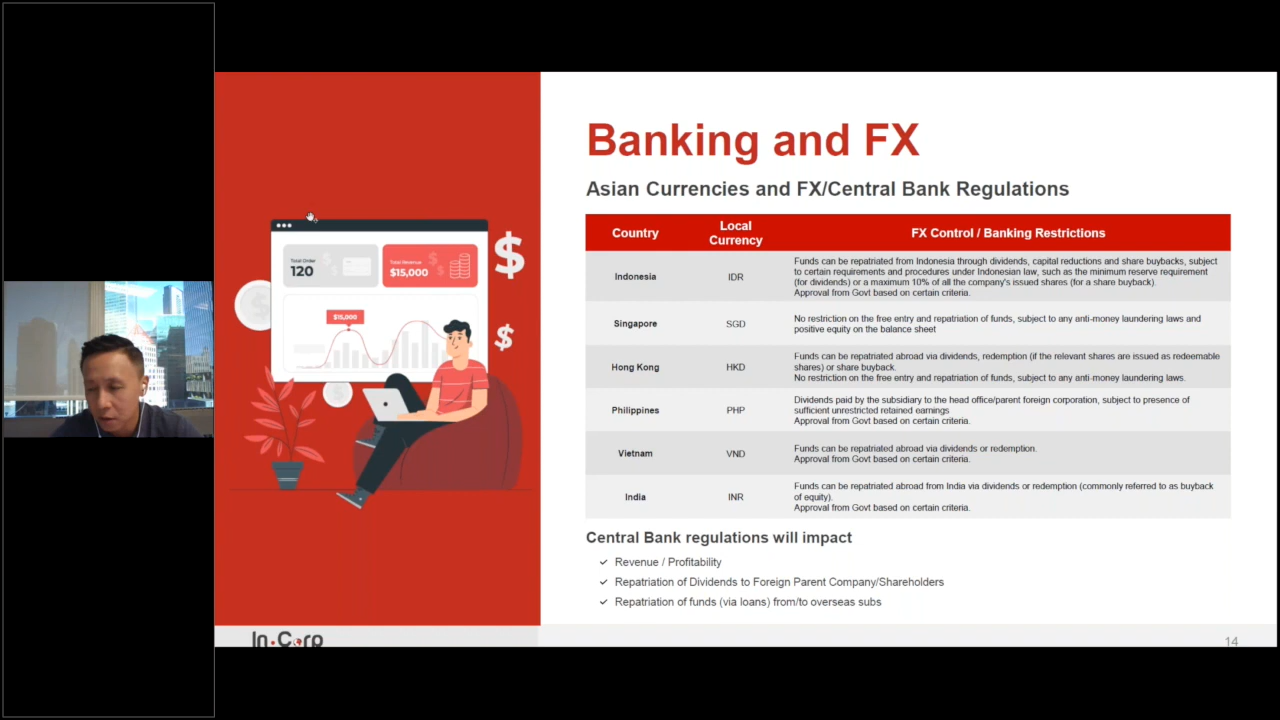 Banking and FX
Asian Currencies and FX/Central Bank Regulations
Country
Local
Currency
FX Control / Banking Restrictions
Indonesia
IDR
Funds can be repatriated from Indonesia through dividends, capital reductions and share buybacks, subject
to certain requirements and procedures under Indonesian law, such as the minimum reserve requirement
(for dividends) or a maximum 10% of all the company's issued shares (for a share buyback).
Approval from Govt based on certain criteria.
Singapore
SGD
No restriction on the free entry and repatriation of funds, subject to any anti-money laundering laws and
positive equity on the balance sheet
Hong Kong
HKD
Funds can be repatriated abroad via dividends, redemption (if the relevant shares are issued as redeemable
shares) or share buyback.
No restriction on the free entry and repatriation of funds, subject to any anti-money laundering laws.
Philippines
PHP
Dividends paid by the subsidiary to the head office/parent foreign corporation, subject to presence of
sufficient unrestricted retained earnings
Approval from Govt based on certain criteria.
Vietnam
VND
Funds can be repatriated abroad via dividends or redemption.
Approval from Govt based on certain criteria.
India
INR
Funds can be repatriated abroad from India via dividends or redemption (commonly referred to as buyback
of equity).
Approval from Govt based on certain criteria.
Central Bank regulations will impact
✓ Revenue / Profitability
✓ Repatriation of Dividends to Foreign Parent Company/Shareholders
✓ Repatriation of funds (via loans) from/to overseas subs
Total Order
120
Total Revenue
$15,000
$15,000
$
$
In.Corp
14